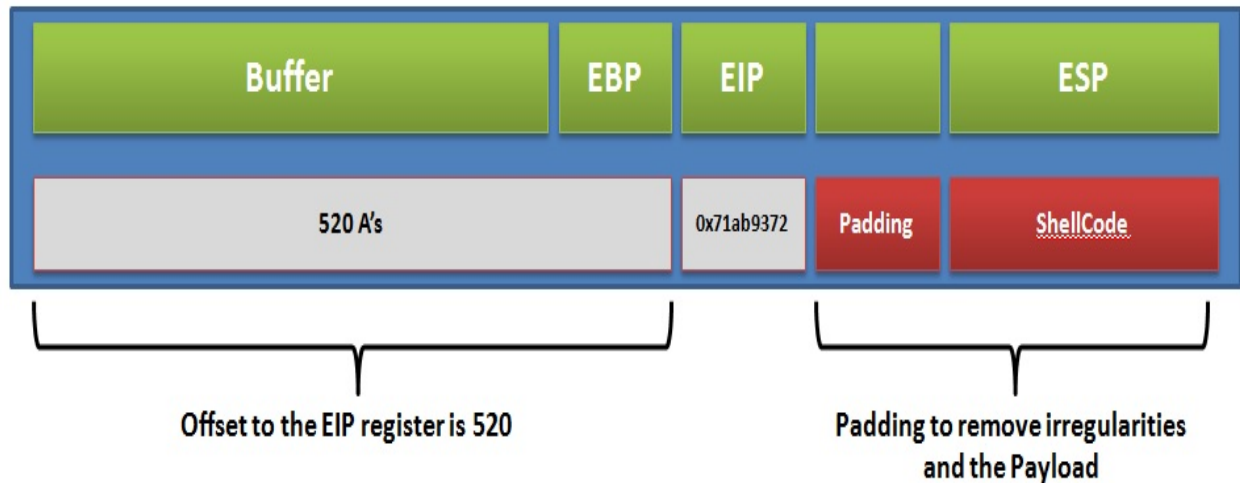 Buffer EBP EIP ESP
520 A's 0x71ab9372 Padding ShellCode
Offset to the EIP register is 520
Padding to remove irregularities
and the Payload